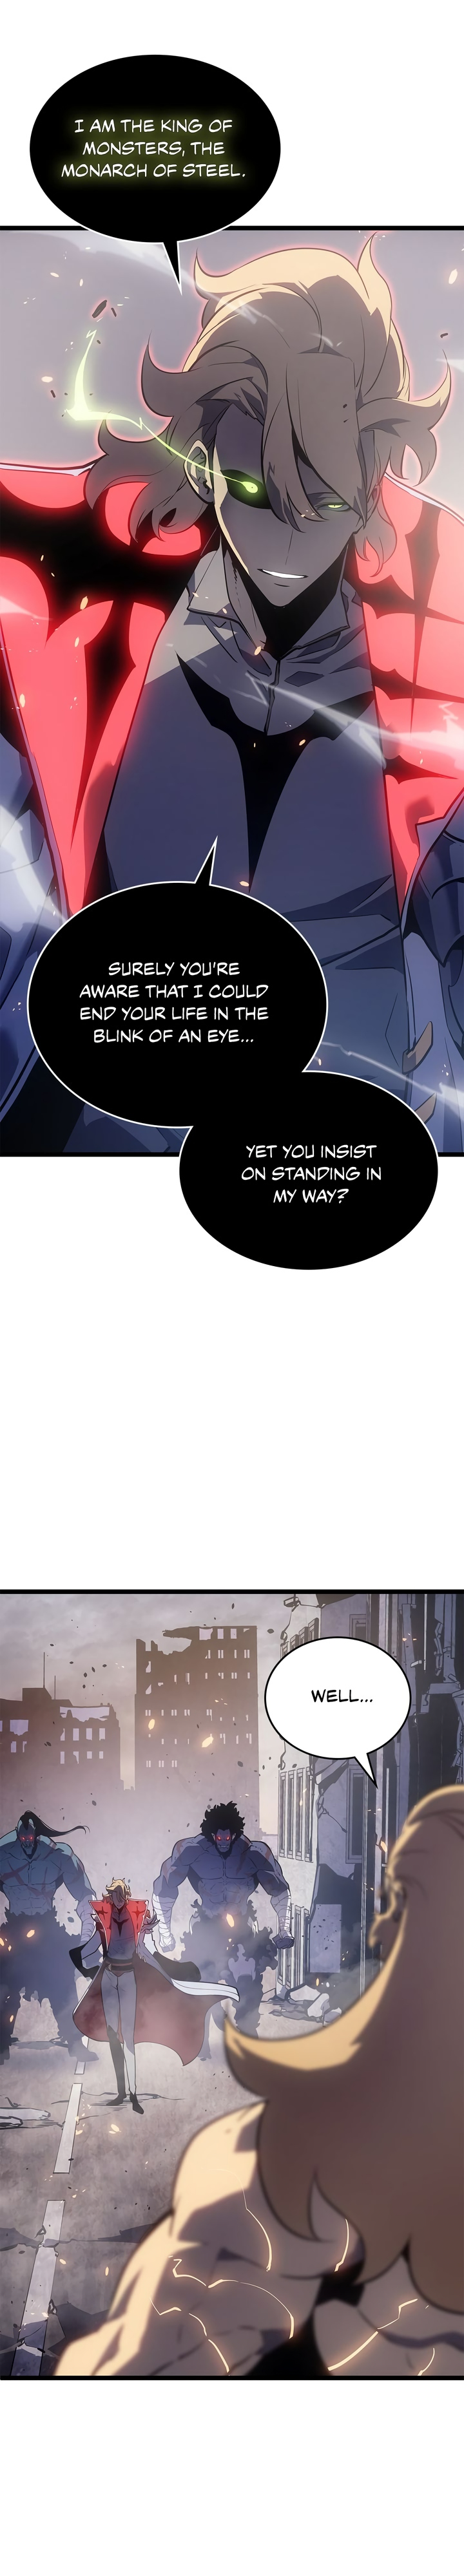 I AM THE KING OF
MONSTERS, THE
MONARCH OF STEEL.
SURELY YOU'RE
AWARE THAT I COULD
END YOUR LIFE IN THE
BLINK OF AN EYE...
YET YOU INSIST
ON STANDING IN
MY WAY?
WELL...